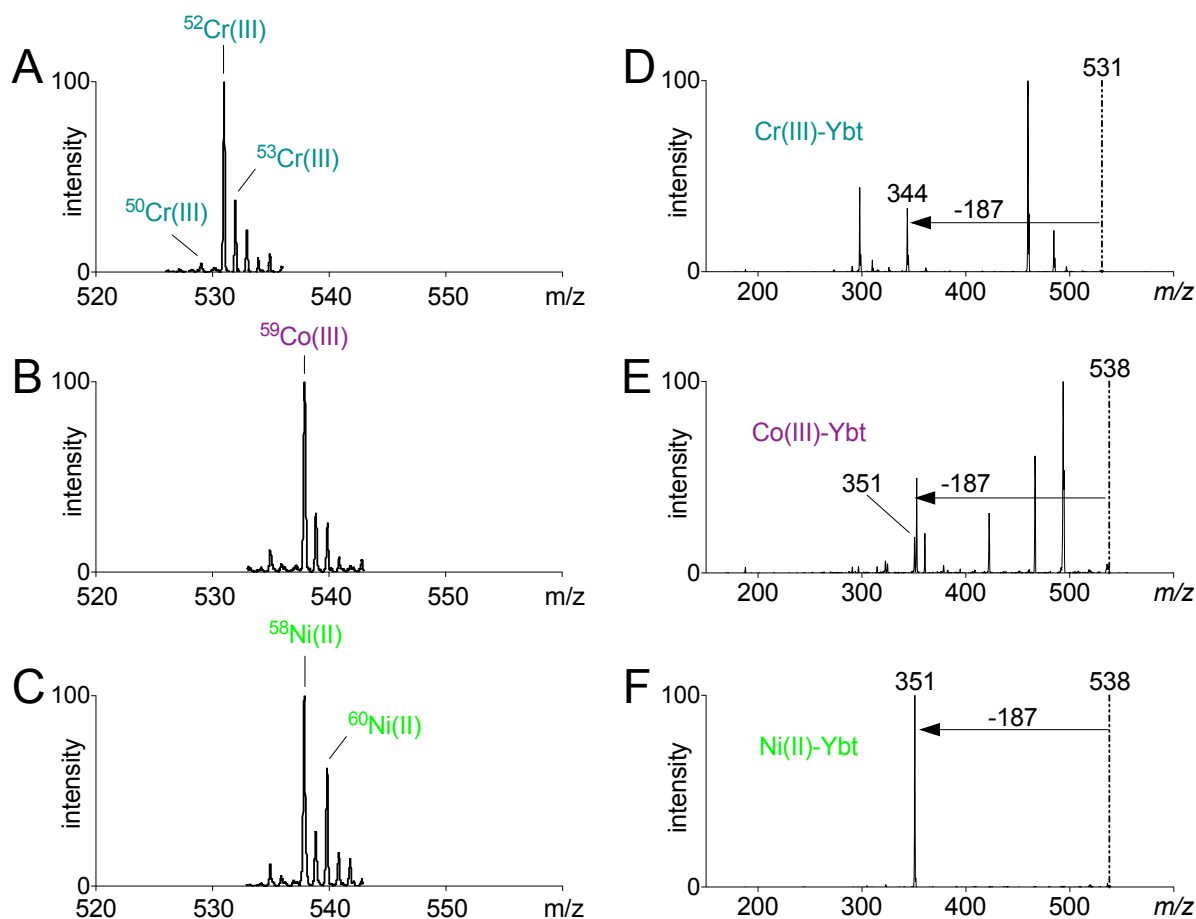 A
⁵²Cr(III)
100
intensity
⁵³Cr(III)
⁵⁰Cr(III)
0
520 530 540 550 m/z
B
⁵⁹Co(III)
100
intensity
0
520 530 540 550 m/z
C
⁵⁸Ni(II)
100
intensity
⁶⁰Ni(II)
0
520 530 540 550 m/z
D
531
100
intensity
Cr(III)-Ybt
344
-187
0
200 300 400 500 m/z
E
538
100
intensity
Co(III)-Ybt
351
-187
0
200 300 400 500 m/z
F
351 538
100
intensity
-187
Ni(II)-Ybt
0
200 300 400 500 m/z